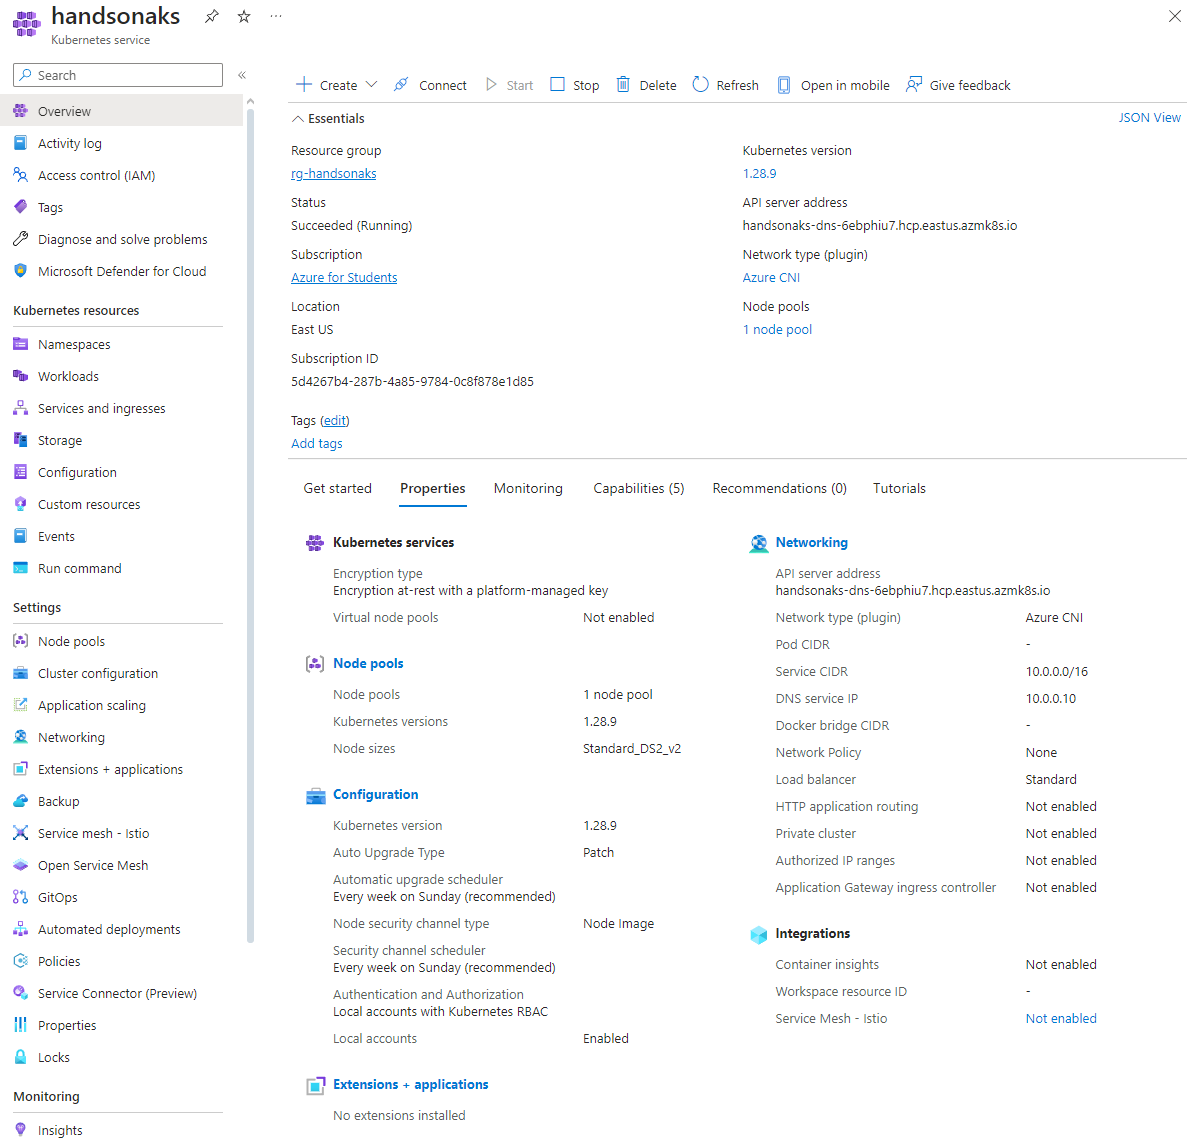 handsonaks
Kubernetes service
Search
Overview
Activity log
Access control (IAM)
Tags
Diagnose and solve problems
Microsoft Defender for Cloud
Kubernetes resources
Namespaces
Workloads
Services and ingresses
Storage
Configuration
Custom resources
Events
Run command
Settings
Node pools
Cluster configuration
Application scaling
Networking
Extensions + applications
Backup
Service mesh - Istio
Open Service Mesh
GitOps
Automated deployments
Policies
Service Connector (Preview)
Properties
Locks
Monitoring
Insights
Create Connect Start Stop Delete Refresh Open in mobile Give feedback
Essentials JSON View
Resource group
rg-handsonaks
Status
Succeeded (Running)
Subscription
Azure for Students
Location
East US
Subscription ID
5d4267b4-287b-4a85-9784-0c8f878e1d85
Kubernetes version
1.28.9
API server address
handsonaks-dns-6ebphiu7.hcp.eastus.azmk8s.io
Network type (plugin)
Azure CNI
Node pools
1 node pool
Tags (edit)
Add tags
Get started Properties Monitoring Capabilities (5) Recommendations (0) Tutorials
Kubernetes services
Encryption type
Encryption at-rest with a platform-managed key
Virtual node pools Not enabled
Node pools
Node pools 1 node pool
Kubernetes versions 1.28.9
Node sizes Standard_DS2_v2
Configuration
Kubernetes version 1.28.9
Auto Upgrade Type Patch
Automatic upgrade scheduler
Every week on Sunday (recommended)
Node security channel type Node Image
Security channel scheduler
Every week on Sunday (recommended)
Authentication and Authorization
Local accounts with Kubernetes RBAC
Local accounts Enabled
Extensions + applications
No extensions installed
Networking
API server address
handsonaks-dns-6ebphiu7.hcp.eastus.azmk8s.io
Network type (plugin) Azure CNI
Pod CIDR -
Service CIDR 10.0.0.0/16
DNS service IP 10.0.0.10
Docker bridge CIDR -
Network Policy None
Load balancer Standard
HTTP application routing Not enabled
Private cluster Not enabled
Authorized IP ranges Not enabled
Application Gateway ingress controller Not enabled
Integrations
Container insights Not enabled
Workspace resource ID -
Service Mesh - Istio Not enabled